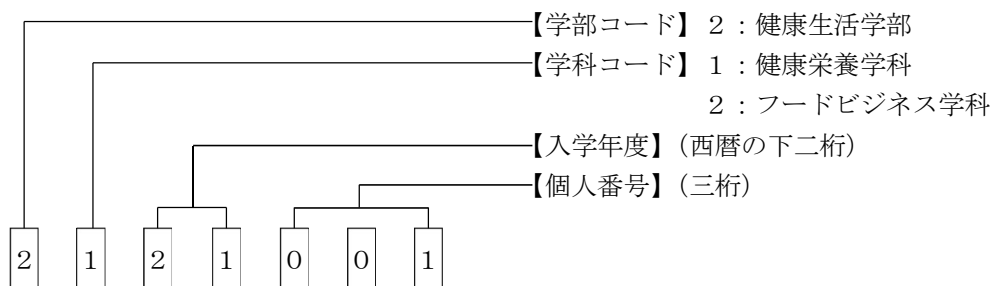 【学部コード】２：健康生活学部
【学科コード】１：健康栄養学科
２：フードビジネス学科
【入学年度】（西暦の下二桁）
【個人番号】（三桁）
２ １ ２ １ ０ ０ １